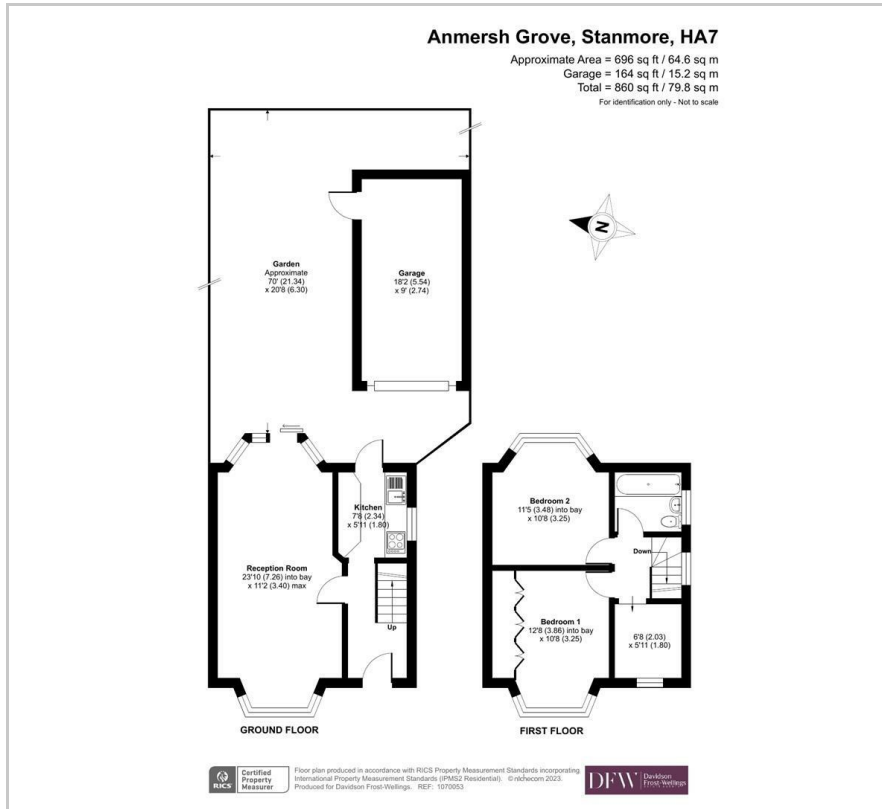 Anmersh Grove, Stanmore, HA7
Approximate Area = 696 sq ft / 64.6 sq m
Garage = 164 sq ft / 15.2 sq m
Total = 860 sq ft / 79.8 sq m
For identification only - Not to scale
N
Garden
Approximate
70' (21.34)
x 20'8 (6.30)
Garage
18'2 (5.54)
x 9' (2.74)
Kitchen
7'8 (2.34)
x 5'11 (1.80)
Reception Room
23'10 (7.26) into bay
x 11'2 (3.40) max
Up
GROUND FLOOR
Bedroom 2
11'5 (3.48) into bay
x 10'8 (3.25)
Down
Bedroom 1
12'8 (3.86) into bay
x 10'8 (3.25)
6'8 (2.03)
x 5'11 (1.80)
FIRST FLOOR
RICS
Certified
Property
Measurer
Floor plan produced in accordance with RICS Property Measurement Standards incorporating
International Property Measurement Standards (IPMS2 Residential). © nichecom 2023.
Produced for Davidson Frost-Wellings. REF: 1070053
DFW
Davidson
Frost-Wellings